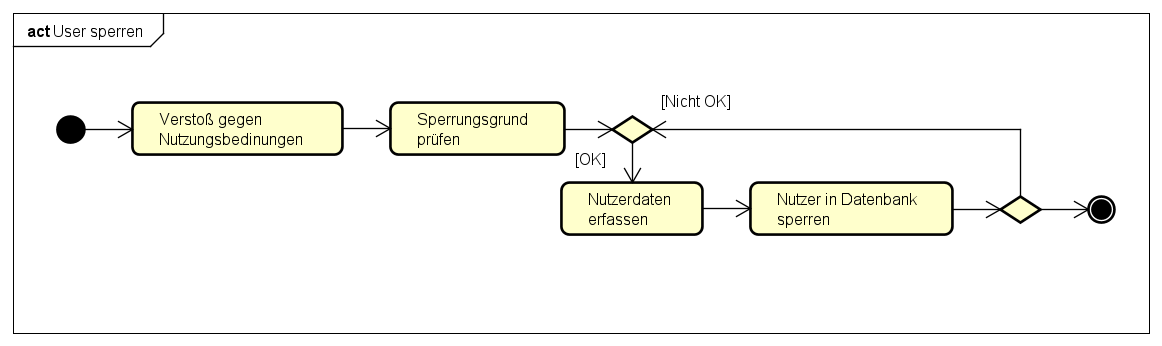 act User sperren
[Nicht OK]
Verstoß gegen
Nutzungsbedinungen
Sperrungsgrund
prüfen
[OK]
Nutzerdaten
erfassen
Nutzer in Datenbank
sperren